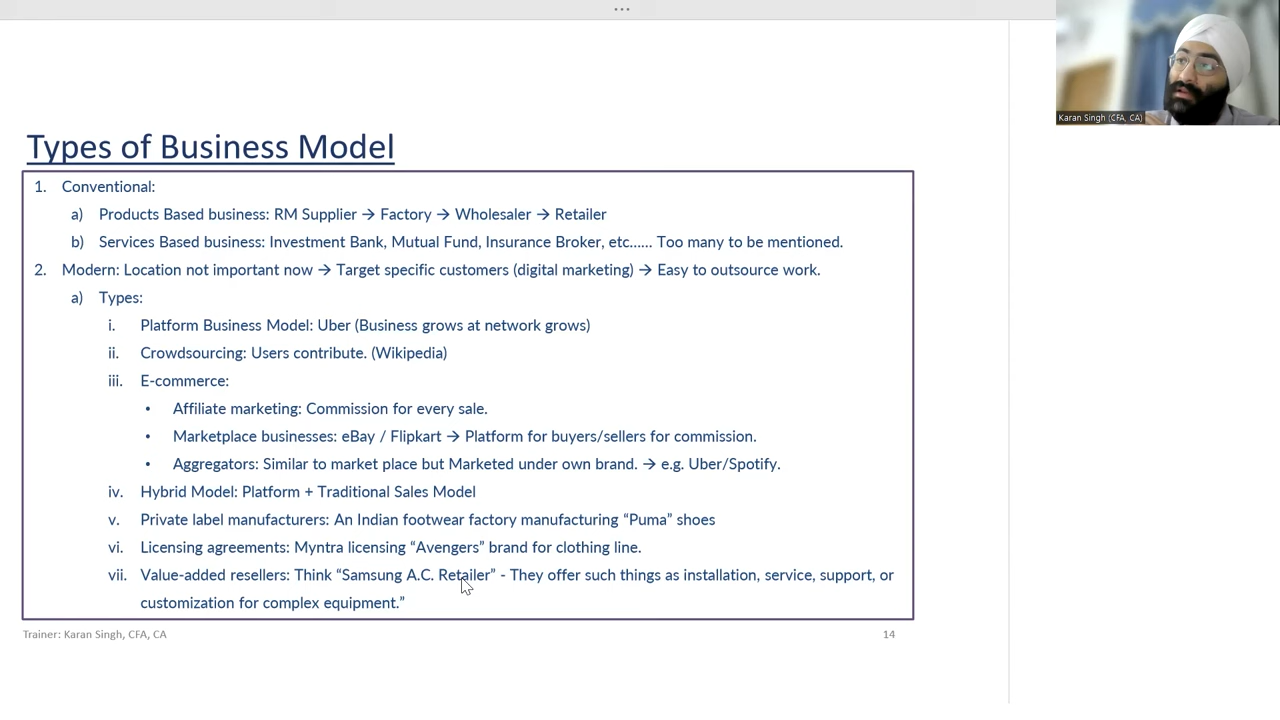 Karan Singh (CFA, CA)
Types of Business Model
1. Conventional:
a) Products Based business: RM Supplier → Factory → Wholesaler → Retailer
b) Services Based business: Investment Bank, Mutual Fund, Insurance Broker, etc...... Too many to be mentioned.
2. Modern: Location not important now → Target specific customers (digital marketing) → Easy to outsource work.
a) Types:
i. Platform Business Model: Uber (Business grows at network grows)
ii. Crowdsourcing: Users contribute. (Wikipedia)
iii. E-commerce:
• Affiliate marketing: Commission for every sale.
• Marketplace businesses: eBay / Flipkart → Platform for buyers/sellers for commission.
• Aggregators: Similar to market place but Marketed under own brand. → e.g. Uber/Spotify.
iv. Hybrid Model: Platform + Traditional Sales Model
v. Private label manufacturers: An Indian footwear factory manufacturing “Puma” shoes
vi. Licensing agreements: Myntra licensing “Avengers” brand for clothing line.
vii. Value-added resellers: Think “Samsung A.C. Retailer” - They offer such things as installation, service, support, or
customization for complex equipment.”
Trainer: Karan Singh, CFA, CA
14